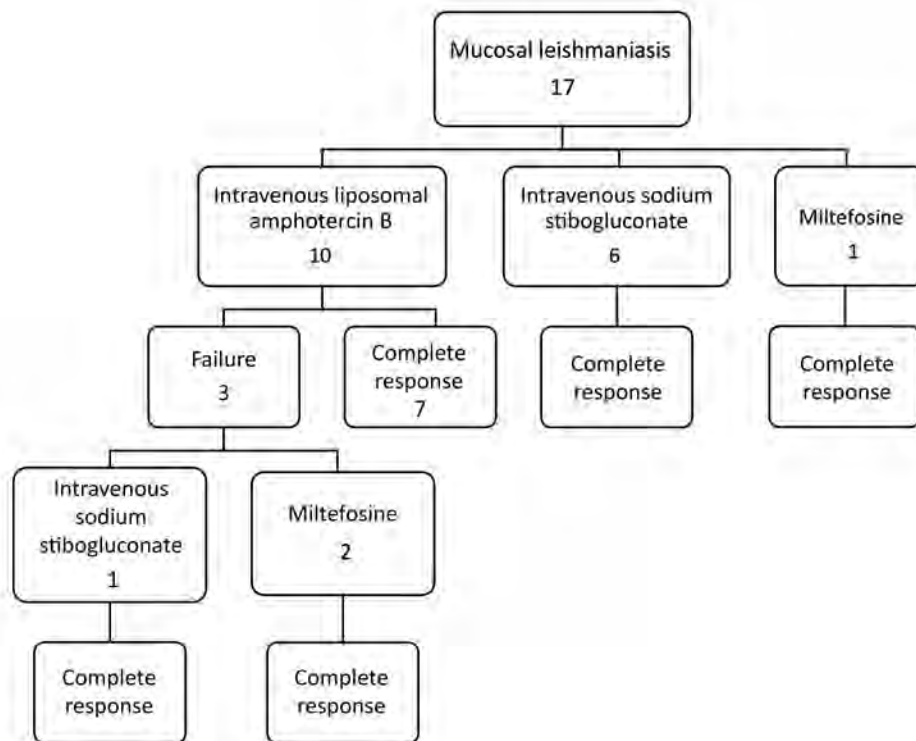 Mucosal leishmaniasis
17
Intravenous liposomal
amphotercin B
10
Intravenous sodium
stibogluconate
6
Miltefosine
1
Failure
3
Complete
response
7
Complete
response
Complete
response
Intravenous
sodium
stibogluconate
1
Miltefosine
2
Complete
response
Complete
response